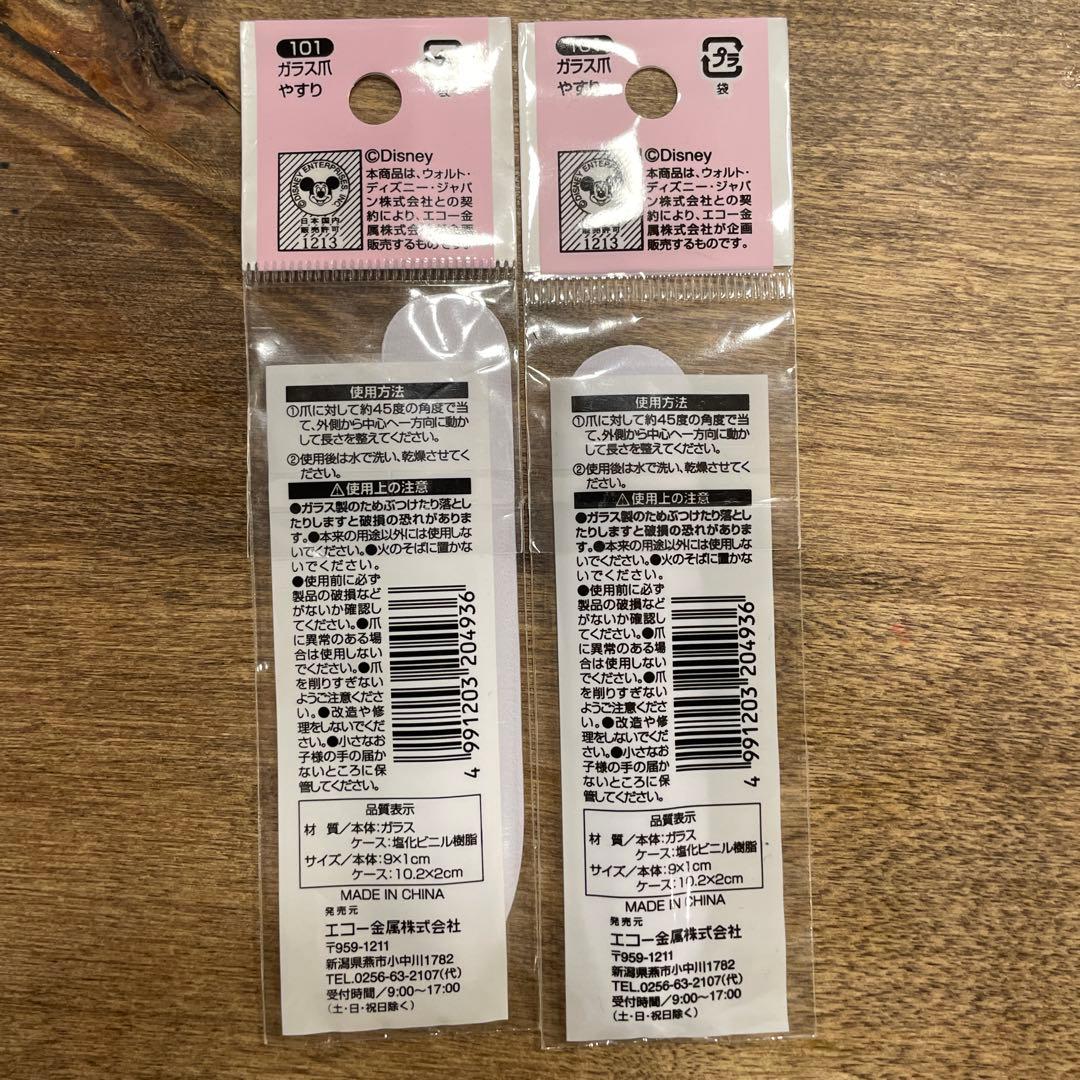 101
ガラス爪
やすり
©DISNEY ENTERPRISES, INC.
日本国内
販売許可
1213
©Disney
本商品は、ウォルト・
ディズニー・ジャパ
ン株式会社との契
約により、エコー金
属株式会社が企画
販売するものです。
使用方法
①爪に対して約45度の角度で当
て、外側から中心へ一方向に動か
して長さを整えてください。
②使用後は水で洗い、乾燥させてく
ださい。
⚠使用上の注意
●ガラス製のためぶつけたり落とし
たりしますと破損の恐れがありま
す。●本来の用途以外には使用しな
いでください。●火のそばに置かな
いでください。
●使用前に必ず
製品の破損など
がないか確認し
てください。●爪
に異常のある場
合は使用しない
でください。●爪
を削りすぎない
ようご注意くださ
い。●改造や修
理をしないでくだ
さい。●小さなお
子様の手の届か
ないところに保
管してください。
4 991203 204936
品質表示
材 質／本体:ガラス
ケース:塩化ビニル樹脂
サイズ／本体:9×1cm
ケース:10.2×2cm
MADE IN CHINA
発売元
エコー金属株式会社
〒959-1211
新潟県燕市小中川1782
TEL.0256-63-2107(代)
受付時間／9:00〜17:00
(土・日・祝日除く)
ガラス爪
やすり
プラ
袋
©DISNEY ENTERPRISES, INC.
日本国内
販売許可
1213
©Disney
本商品は、ウォルト・
ディズニー・ジャパ
ン株式会社との契
約により、エコー金
属株式会社が企画
販売するものです。
使用方法
①爪に対して約45度の角度で当
て、外側から中心へ一方向に動か
して長さを整えてください。
②使用後は水で洗い、乾燥させてく
ださい。
⚠使用上の注意
●ガラス製のためぶつけたり落とし
たりしますと破損の恐れがありま
す。●本来の用途以外には使用しな
いでください。●火のそばに置かな
いでください。
●使用前に必ず
製品の破損など
がないか確認し
てください。●爪
に異常のある場
合は使用しない
でください。●爪
を削りすぎない
ようご注意くださ
い。●改造や修
理をしないでくだ
さい。●小さなお
子様の手の届か
ないところに保
管してください。
4 991203 204936
品質表示
材 質／本体:ガラス
ケース:塩化ビニル樹脂
サイズ／本体:9×1cm
ケース:10.2×2cm
MADE IN CHINA
発売元
エコー金属株式会社
〒959-1211
新潟県燕市小中川1782
TEL.0256-63-2107(代)
受付時間／9:00〜17:00
(土・日・祝日除く)